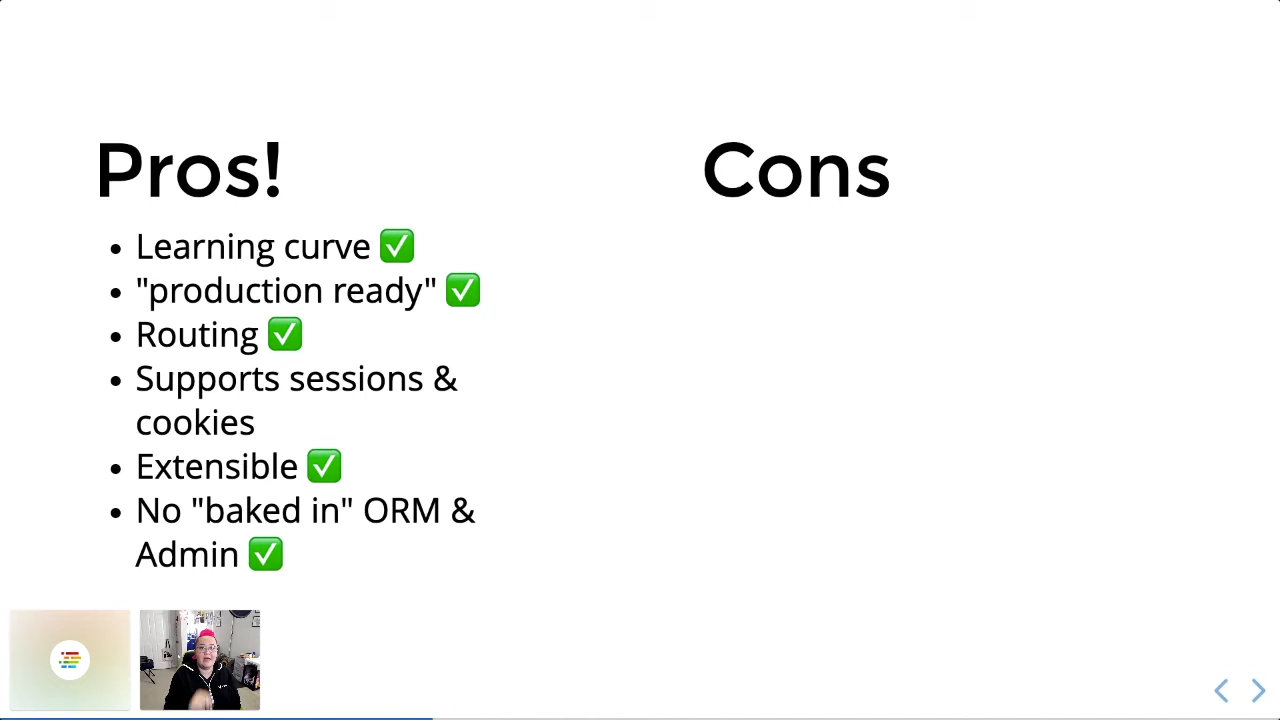 Pros!
Learning curve ✅
"production ready" ✅
Routing ✅
Supports sessions &
cookies
Extensible ✅
No "baked in" ORM &
Admin ✅
Cons